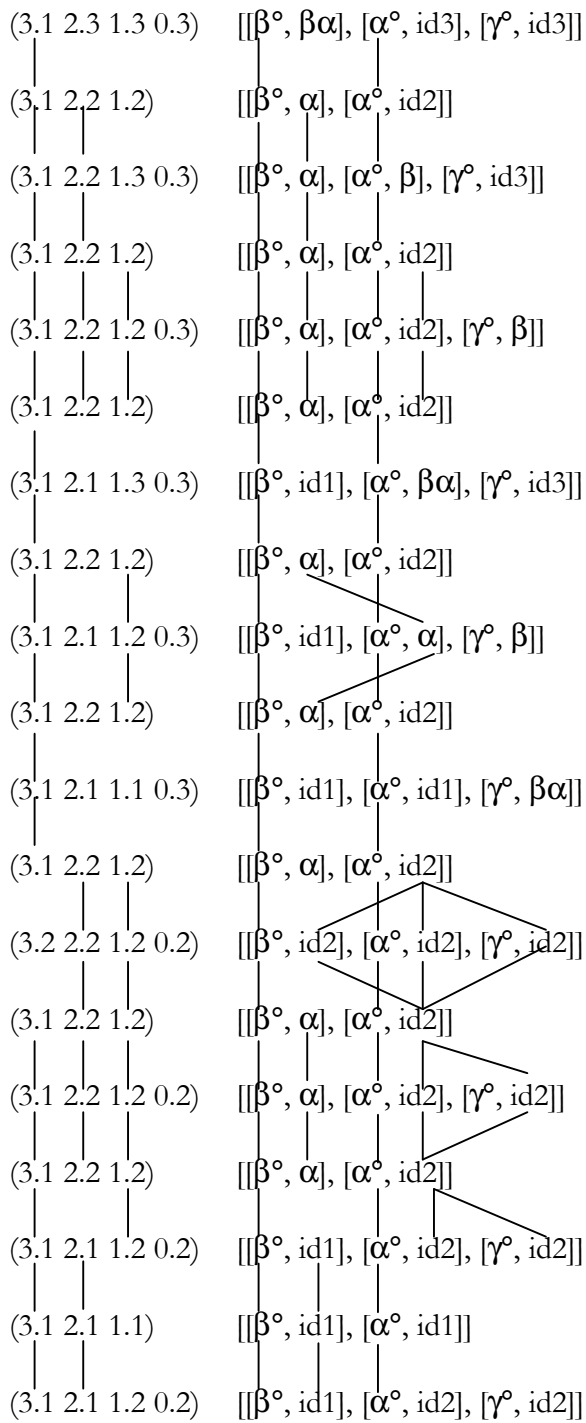 (3.1 2.3 1.3 0.3) [[β°, βα], [α°, id3], [γ°, id3]]
(3.1 2.2 1.2) [[β°, α], [α°, id2]]
(3.1 2.2 1.3 0.3) [[β°, α], [α°, β], [γ°, id3]]
(3.1 2.2 1.2) [[β°, α], [α°, id2]]
(3.1 2.2 1.2 0.3) [[β°, α], [α°, id2], [γ°, β]]
(3.1 2.2 1.2) [[β°, α], [α°, id2]]
(3.1 2.1 1.3 0.3) [[β°, id1], [α°, βα], [γ°, id3]]
(3.1 2.2 1.2) [[β°, α], [α°, id2]]
(3.1 2.1 1.2 0.3) [[β°, id1], [α°, α], [γ°, β]]
(3.1 2.2 1.2) [[β°, α], [α°, id2]]
(3.1 2.1 1.1 0.3) [[β°, id1], [α°, id1], [γ°, βα]]
(3.1 2.2 1.2) [[β°, α], [α°, id2]]
(3.2 2.2 1.2 0.2) [[β°, id2], [α°, id2], [γ°, id2]]
(3.1 2.2 1.2) [[β°, α], [α°, id2]]
(3.1 2.2 1.2 0.2) [[β°, α], [α°, id2], [γ°, id2]]
(3.1 2.2 1.2) [[β°, α], [α°, id2]]
(3.1 2.1 1.2 0.2) [[β°, id1], [α°, id2], [γ°, id2]]
(3.1 2.1 1.1) [[β°, id1], [α°, id1]]
(3.1 2.1 1.2 0.2) [[β°, id1], [α°, id2], [γ°, id2]]